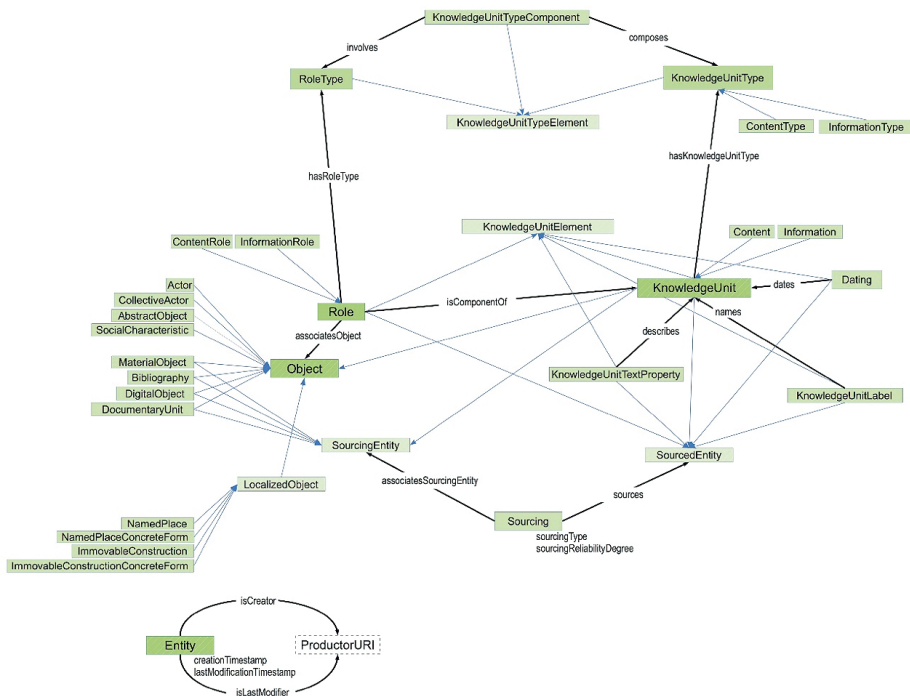 KnowledgeUnitTypeComponent
involves
composes
RoleType
KnowledgeUnitType
KnowledgeUnitTypeElement
ContentType
InformationType
hasKnowledgeUnitType
hasRoleType
ContentRole
InformationRole
KnowledgeUnitElement
Content
Information
Actor
CollectiveActor
AbstractObject
SocialCharacteristic
Role
isComponentOf
KnowledgeUnit
dates
Dating
associatesObject
describes
names
MaterialObject
Bibliography
DigitalObject
DocumentaryUnit
Object
KnowledgeUnitTextProperty
KnowledgeUnitLabel
SourcingEntity
SourcedEntity
associatesSourcingEntity
sources
LocalizedObject
NamedPlace
NamedPlaceConcreteForm
ImmovableConstruction
ImmovableConstructionConcreteForm
Sourcing
sourcingType
sourcingReliabilityDegree
isCreator
Entity
ProductorURI
creationTimestamp
lastModificationTimestamp
isLastModifier